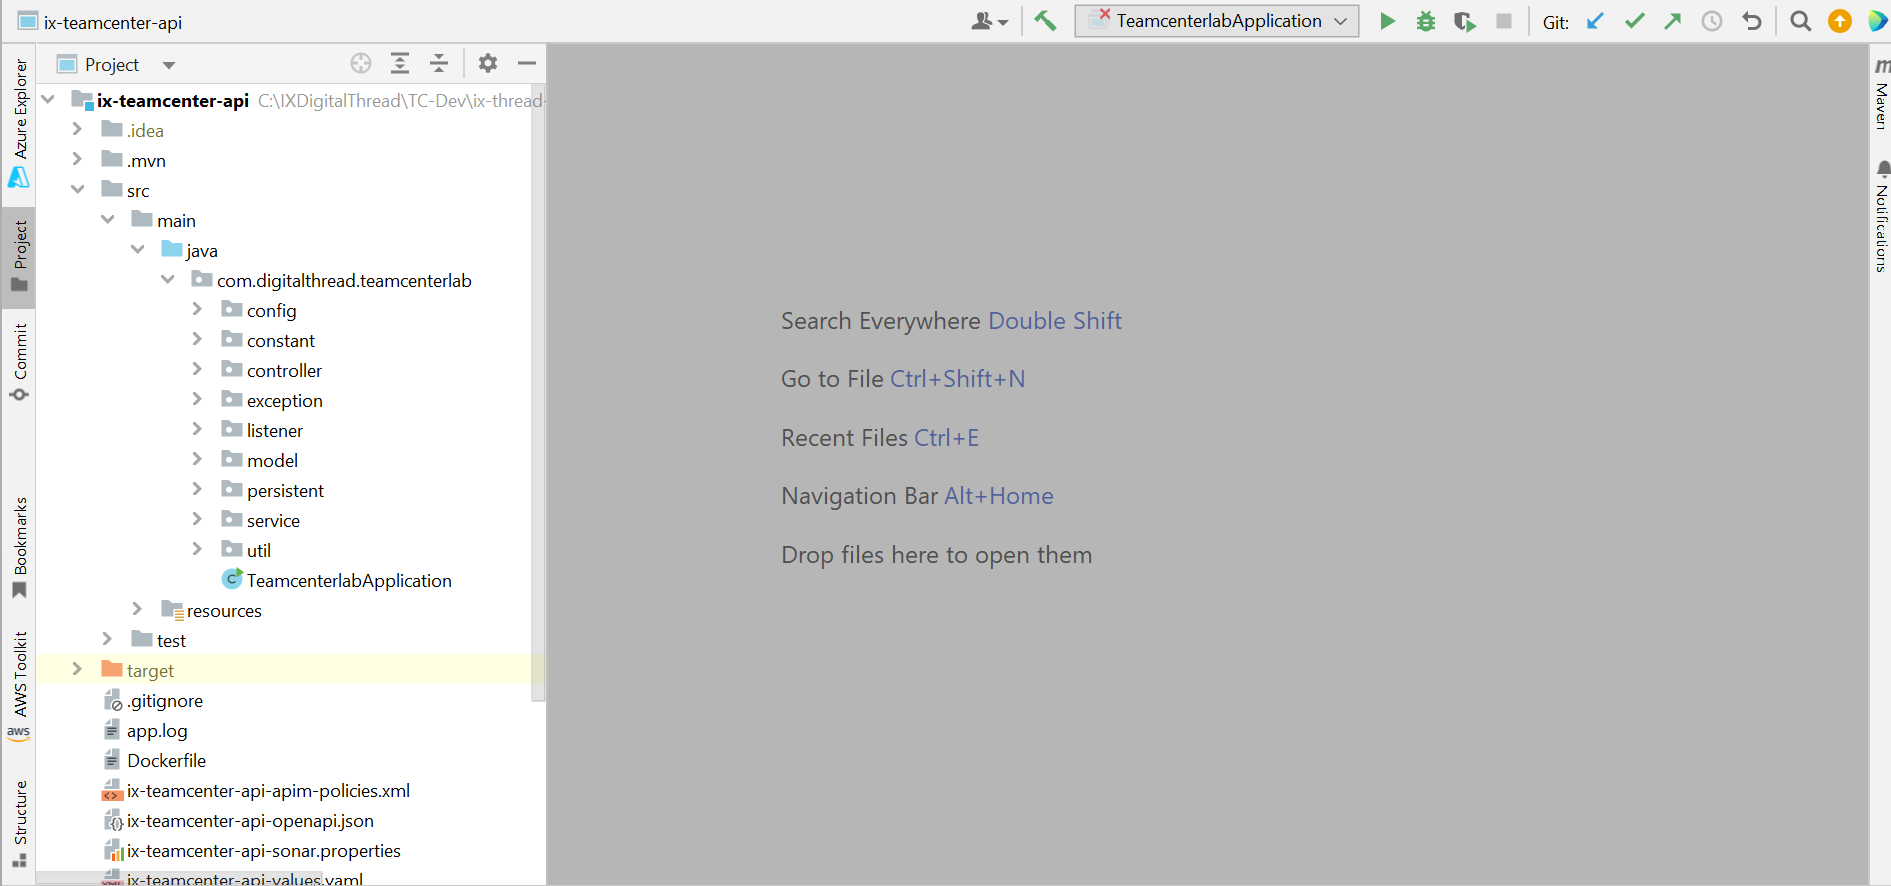 ix-teamcenter-api
TeamcenterlabApplication
Git:
Project
ix-teamcenter-api C:\IXDigitalThread\TC-Dev\ix-thread-
.idea
.mvn
src
main
java
com.digitalthread.teamcenterlab
config
constant
controller
exception
listener
model
persistent
service
util
TeamcenterlabApplication
resources
test
target
.gitignore
app.log
Dockerfile
ix-teamcenter-api-apim-policies.xml
ix-teamcenter-api-openapi.json
ix-teamcenter-api-sonar.properties
ix-teamcenter-api-values.yaml
Azure Explorer
Project
Commit
Bookmarks
AWS Toolkit
aws
Structure
Search Everywhere Double Shift
Go to File Ctrl+Shift+N
Recent Files Ctrl+E
Navigation Bar Alt+Home
Drop files here to open them
m
Maven
Notifications